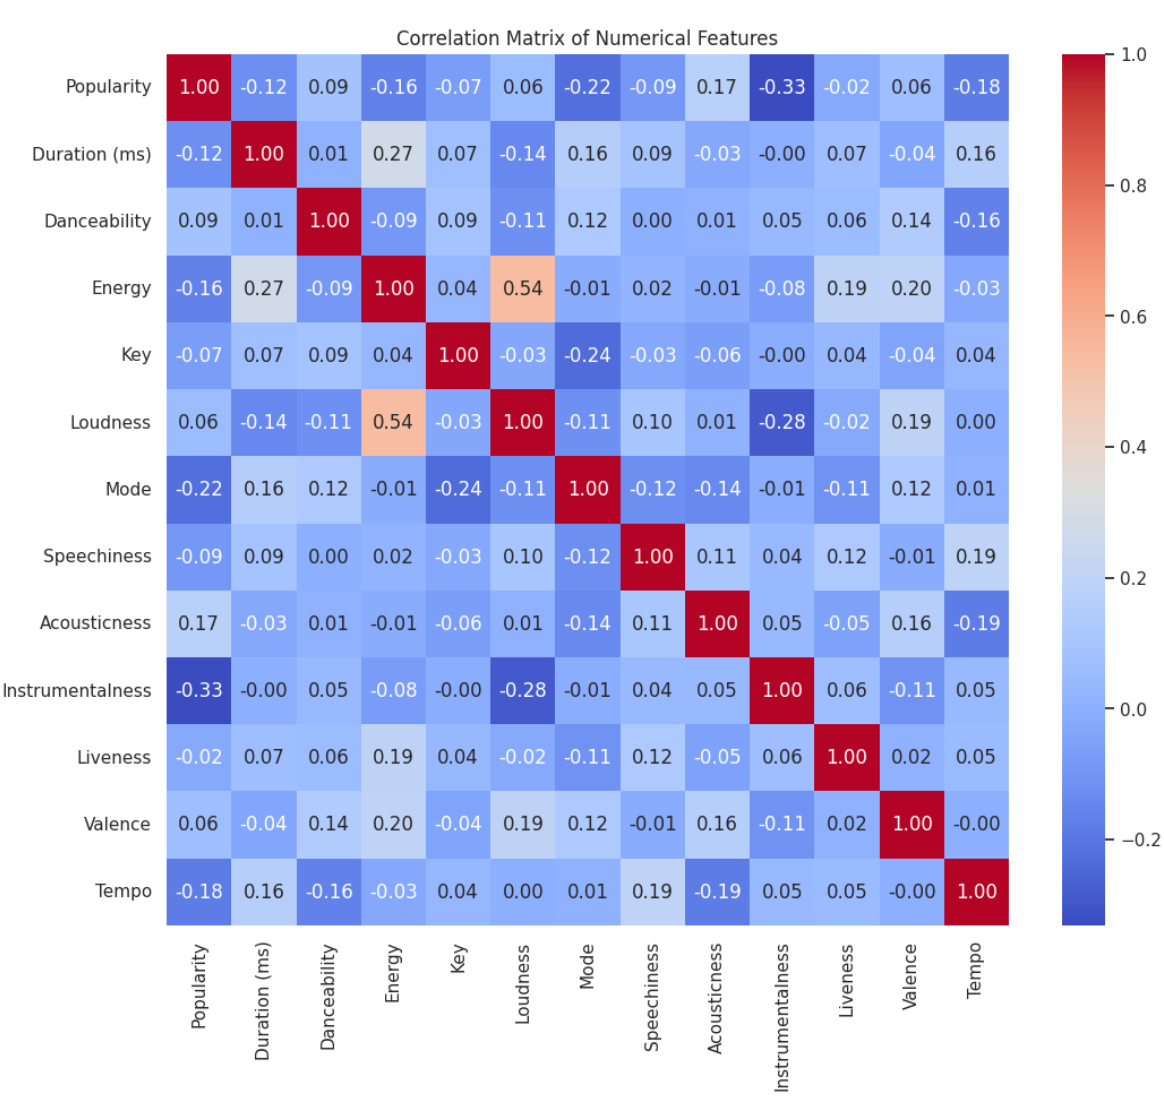 Correlation Matrix of Numerical Features
Popularity 1.00 -0.12 0.09 -0.16 -0.07 0.06 -0.22 -0.09 0.17 -0.33 -0.02 0.06 -0.18
Duration (ms) -0.12 1.00 0.01 0.27 0.07 -0.14 0.16 0.09 -0.03 -0.00 0.07 -0.04 0.16
Danceability 0.09 0.01 1.00 -0.09 0.09 -0.11 0.12 0.00 0.01 0.05 0.06 0.14 -0.16
Energy -0.16 0.27 -0.09 1.00 0.04 0.54 -0.01 0.02 -0.01 -0.08 0.19 0.20 -0.03
Key -0.07 0.07 0.09 0.04 1.00 -0.03 -0.24 -0.03 -0.06 -0.00 0.04 -0.04 0.04
Loudness 0.06 -0.14 -0.11 0.54 -0.03 1.00 -0.11 0.10 0.01 -0.28 -0.02 0.19 0.00
Mode -0.22 0.16 0.12 -0.01 -0.24 -0.11 1.00 -0.12 -0.14 -0.01 -0.11 0.12 0.01
Speechiness -0.09 0.09 0.00 0.02 -0.03 0.10 -0.12 1.00 0.11 0.04 0.12 -0.01 0.19
Acousticness 0.17 -0.03 0.01 -0.01 -0.06 0.01 -0.14 0.11 1.00 0.05 -0.05 0.16 -0.19
Instrumentalness -0.33 -0.00 0.05 -0.08 -0.00 -0.28 -0.01 0.04 0.05 1.00 0.06 -0.11 0.05
Liveness -0.02 0.07 0.06 0.19 0.04 -0.02 -0.11 0.12 -0.05 0.06 1.00 0.02 0.05
Valence 0.06 -0.04 0.14 0.20 -0.04 0.19 0.12 -0.01 0.16 -0.11 0.02 1.00 -0.00
Tempo -0.18 0.16 -0.16 -0.03 0.04 0.00 0.01 0.19 -0.19 0.05 0.05 -0.00 1.00
Popularity
Duration (ms)
Danceability
Energy
Key
Loudness
Mode
Speechiness
Acousticness
Instrumentalness
Liveness
Valence
Tempo
1.0
0.8
0.6
0.4
0.2
0.0
−0.2